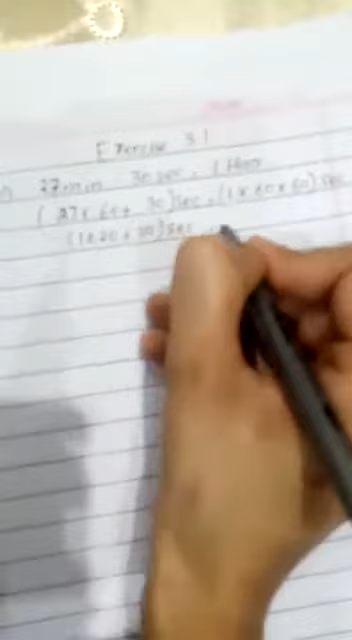 Exercise 3.1
27 min 30 sec : 1 Hour
( 27 x 60 + 30 ) sec : ( 1 x 60 x 60 ) sec
( 1620 + 30 ) sec :